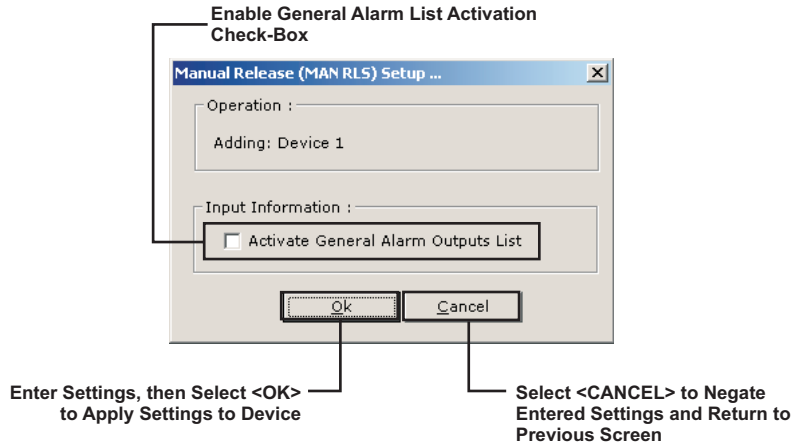 Enable General Alarm List Activation
Check-Box
Manual Release (MAN RLS) Setup ...
Operation :
Adding: Device 1
Input Information :
Activate General Alarm Outputs List
Ok
Cancel
Enter Settings, then Select <OK>
to Apply Settings to Device
Select <CANCEL> to Negate
Entered Settings and Return to
Previous Screen